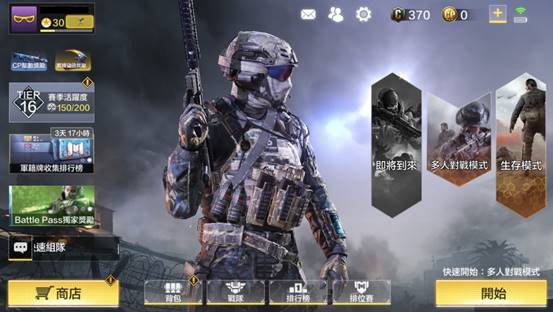 30
370
0
CP點數獎勵
TIER
16
賽季活躍度
150/200
3天 17小時
軍籍牌收集排行榜
Battle Pass獨家獎勵
快速組隊
商店
背包
戰隊
排行榜
排位賽
即將到來
多人對戰模式
生存模式
快速開始：多人對戰模式
開始